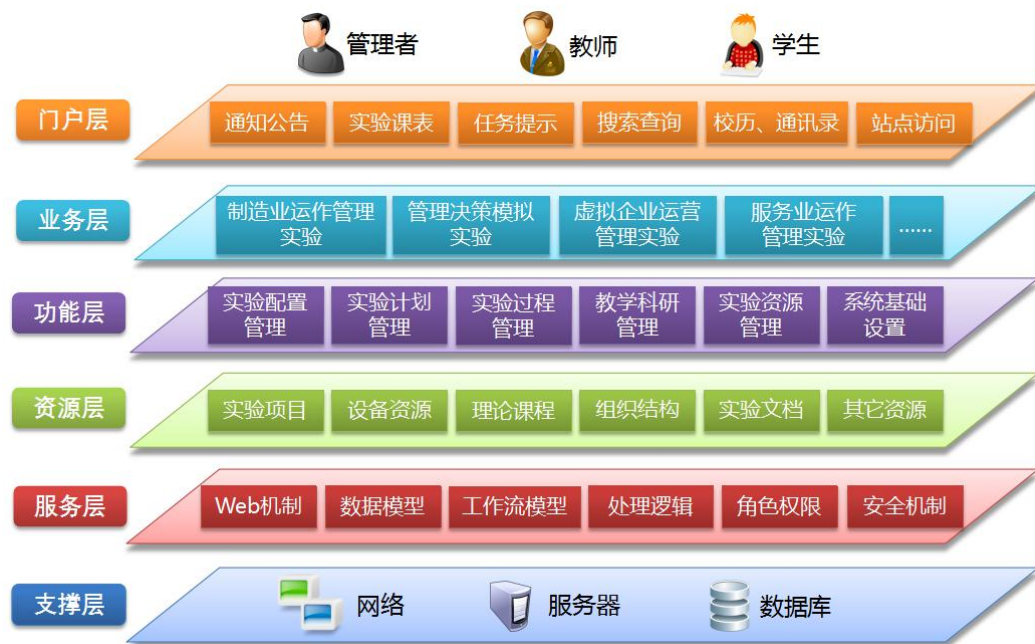 管理者
教师
学生
门户层
通知公告
实验课表
任务提示
搜索查询
校历、通讯录
站点访问
业务层
制造业运作管理
实验
管理决策模拟
实验
虚拟企业运营
管理实验
服务业运作
管理实验
......
功能层
实验配置
管理
实验计划
管理
实验过程
管理
教学科研
管理
实验资源
管理
系统基础
设置
资源层
实验项目
设备资源
理论课程
组织结构
实验文档
其它资源
服务层
Web机制
数据模型
工作流模型
处理逻辑
角色权限
安全机制
支撑层
网络
服务器
数据库